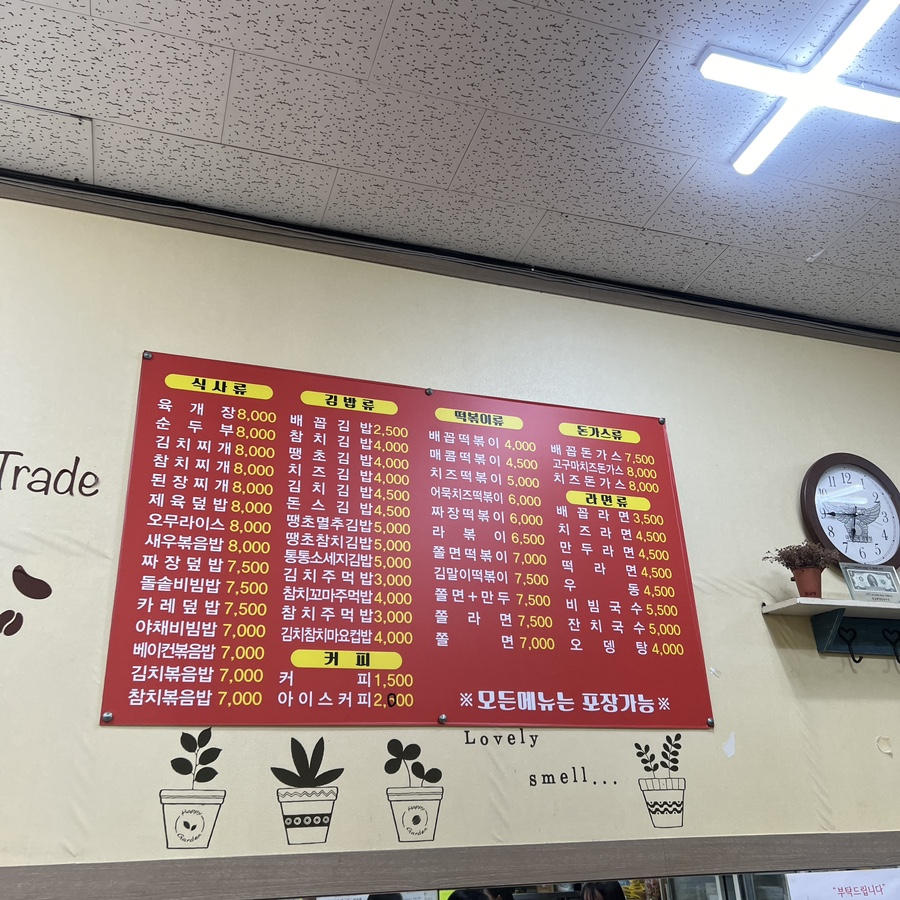 Trade
식사류
육개장 8,000
순두부 8,000
김치찌개 8,000
참치찌개 8,000
된장찌개 8,000
제육덮밥 8,000
오무라이스 8,000
새우볶음밥 8,000
짜장덮밥 7,500
돌솥비빔밥 7,500
카레덮밥 7,500
야채비빔밥 7,000
베이컨볶음밥 7,000
김치볶음밥 7,000
참치볶음밥 7,000
김밥류
배꼽김밥 2,500
참치김밥 4,000
땡초김밥 4,000
치즈김밥 4,000
김치김밥 4,500
돈스김밥 4,500
땡초멸추김밥 5,000
땡초참치김밥 5,000
통통소세지김밥 5,000
김치주먹밥 3,000
참치꼬마주먹밥 4,000
참치주먹밥 3,000
김치참치마요컵밥 4,000
커피
커피 1,500
아이스커피 2,000
떡볶이류
배꼽떡볶이 4,000
매콤떡볶이 4,500
치즈떡볶이 5,000
어묵치즈떡볶이 6,000
짜장떡볶이 6,000
라볶이 6,500
쫄면떡볶이 7,000
김말이떡볶이 7,500
쫄면+만두 7,500
쫄라면 7,500
쫄면 7,000
돈가스류
배꼽돈가스 7,500
고구마치즈돈가스 8,000
치즈돈가스 8,000
라면류
배꼽라면 3,500
치즈라면 4,500
만두라면 4,500
떡라면 4,500
우동 4,500
비빔국수 5,500
잔치국수 5,000
오뎅탕 4,000
※모든메뉴는 포장가능※
Lovely
smell...
Happy
Garden
Happy
Garden
"부탁드립니다"